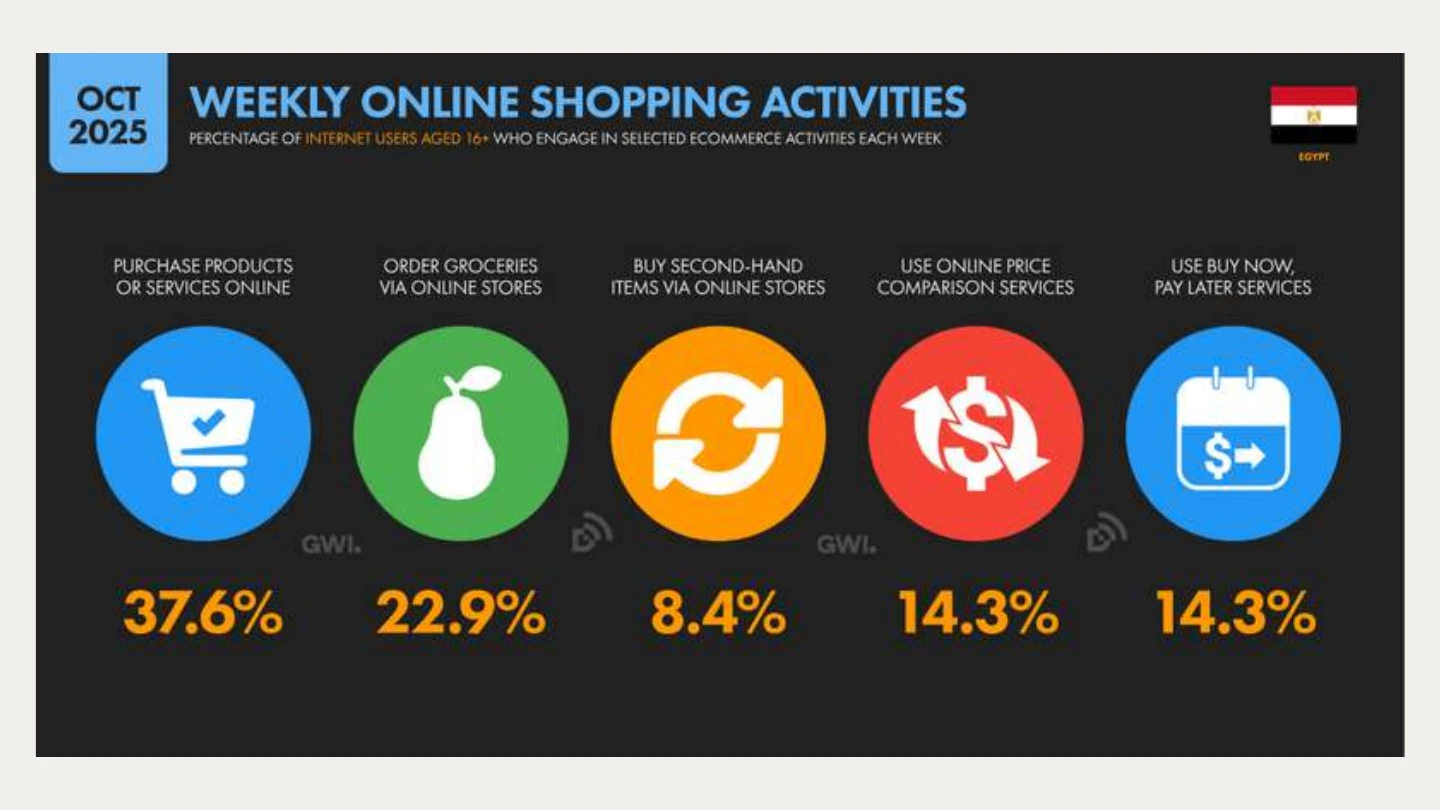 OCT
2025
WEEKLY ONLINE SHOPPING ACTIVITIES
PERCENTAGE OF INTERNET USERS AGED 16+ WHO ENGAGE IN SELECTED ECOMMERCE ACTIVITIES EACH WEEK
EGYPT
PURCHASE PRODUCTS
OR SERVICES ONLINE
ORDER GROCERIES
VIA ONLINE STORES
BUY SECOND-HAND
ITEMS VIA ONLINE STORES
USE ONLINE PRICE
COMPARISON SERVICES
USE BUY NOW,
PAY LATER SERVICES
$
$
GWI.
GWI.
37.6%
22.9%
8.4%
14.3%
14.3%